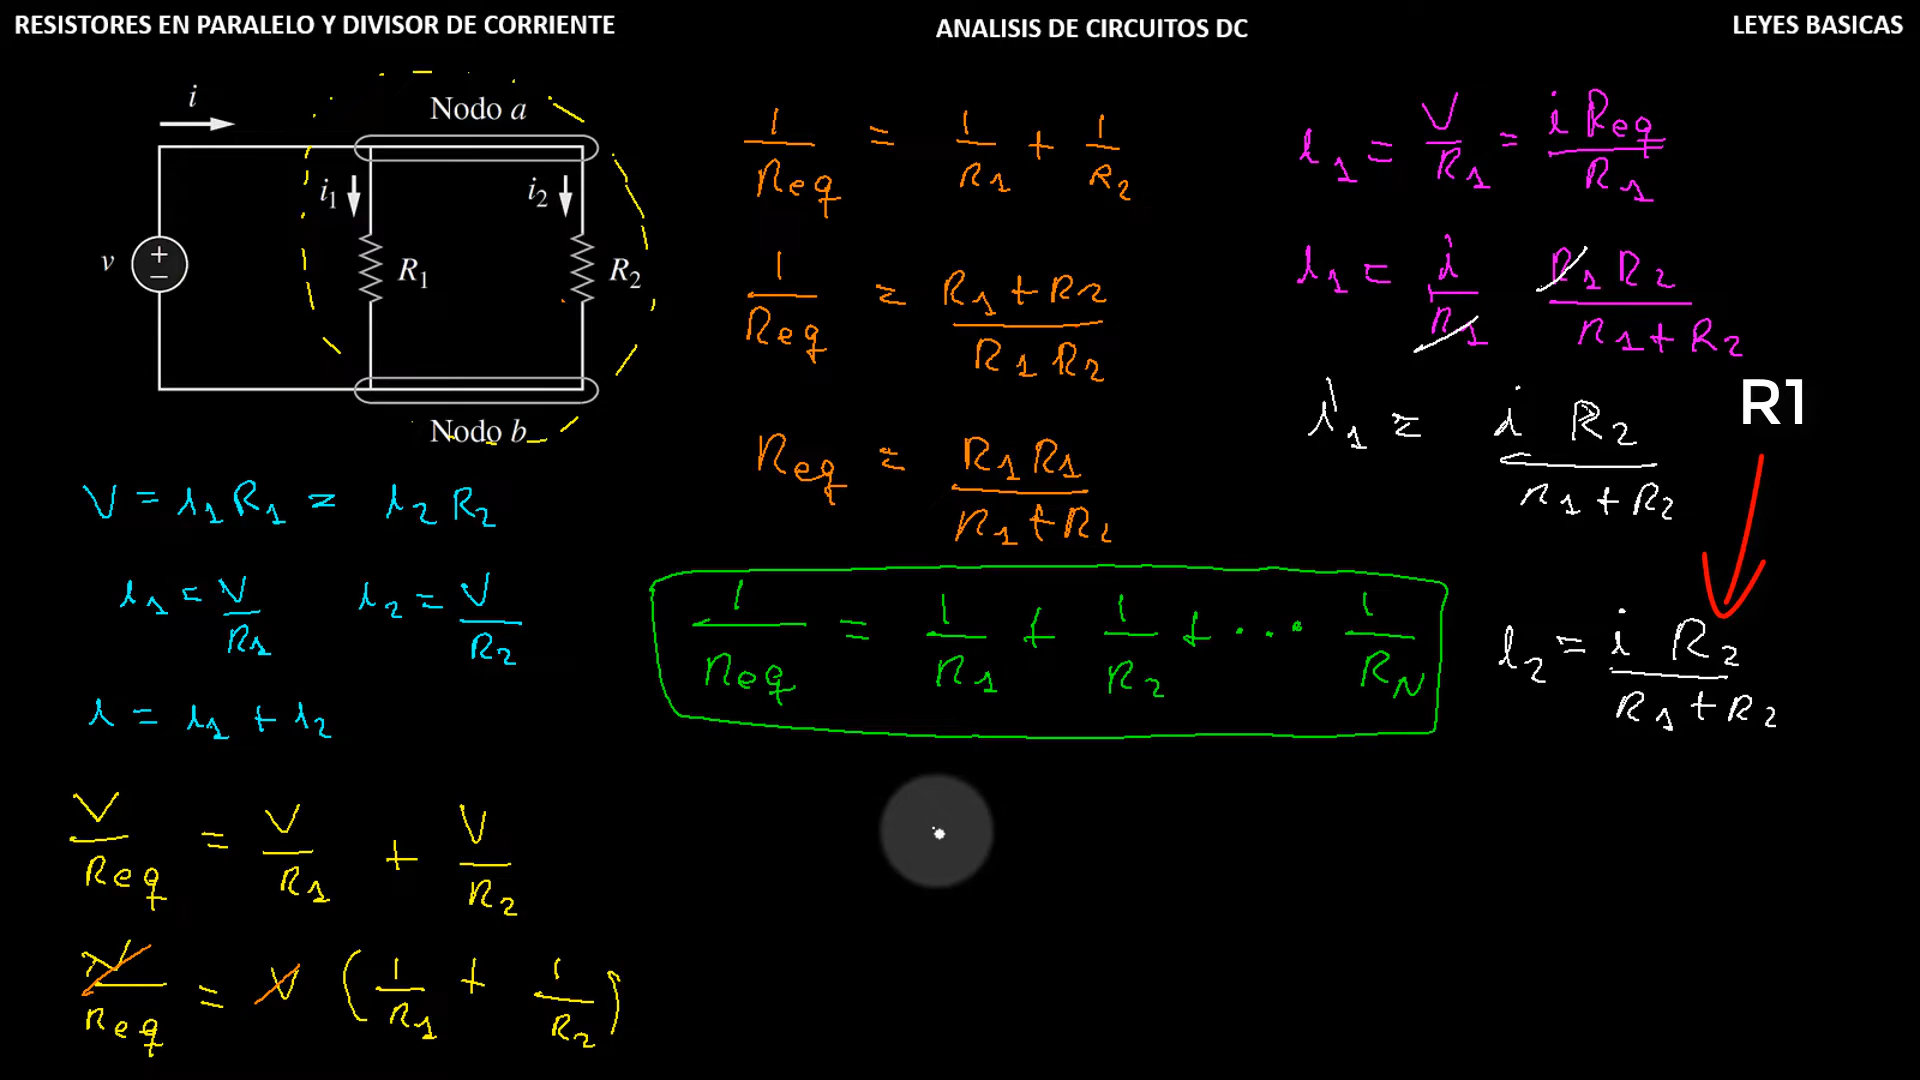 RESISTORES EN PARALELO Y DIVISOR DE CORRIENTE
ANALISIS DE CIRCUITOS DC
LEYES BASICAS
i
Nodo a
i₁
i₂
v
+
−
R₁
R₂
Nodo b
V = i₁ R₁ = i₂ R₂
i₁ = V/R₁    i₂ = V/R₂
i = i₁ + i₂
V/Req = V/R₁ + V/R₂
V/Req = V (1/R₁ + 1/R₂)
1/Req = 1/R₁ + 1/R₂
1/Req = (R₁ + R₂)/(R₁ R₂)
Req = (R₁ R₁)/(R₁ + R₂)
1/Req = 1/R₁ + 1/R₂ + ... 1/R_N
i₁ = V/R₁ = i Req/R₁
i₁ = i/R₁ R₁ R₂/(R₁ + R₂)
i₁ = i R₂/(R₁ + R₂)
R1
i₂ = i R₂/(R₁ + R₂)